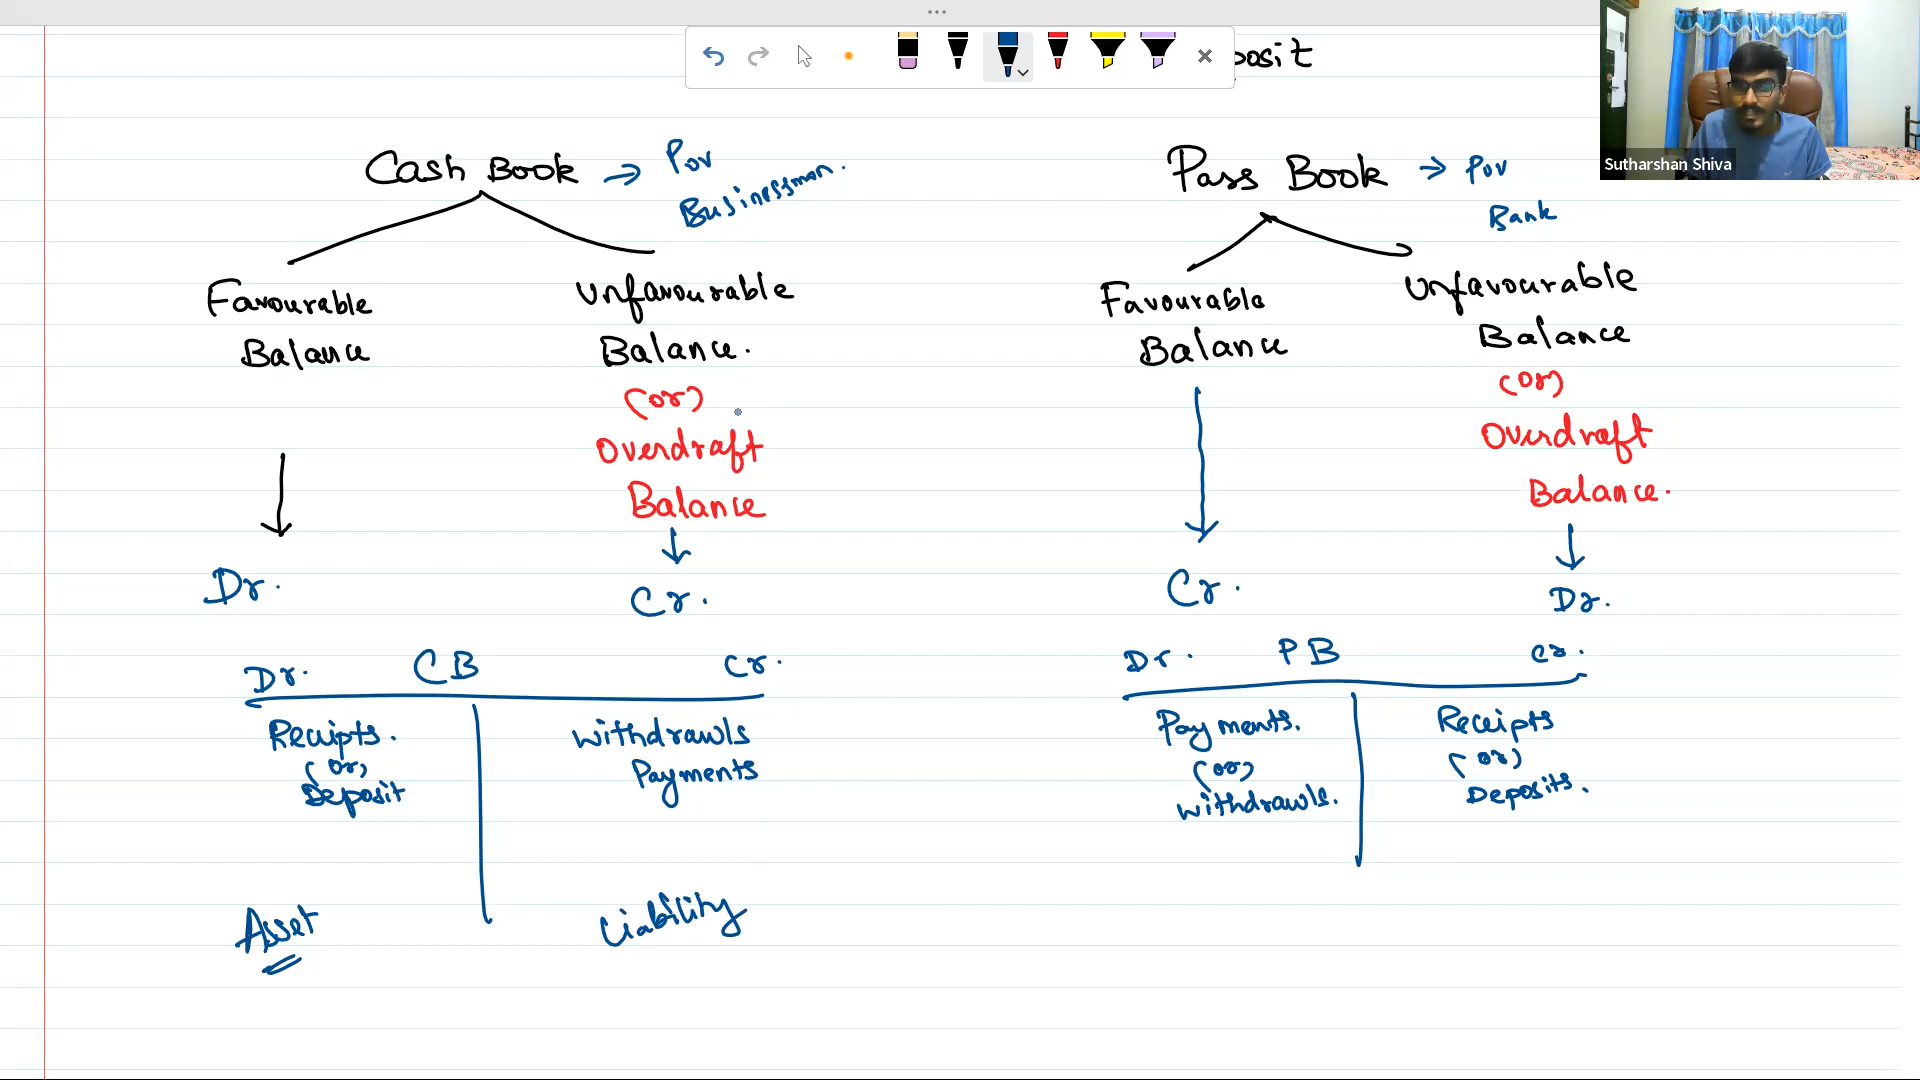 posit
Sutharshan Shiva
Cash Book → Pov
Businessman.
Favourable
Balance
Unfavourable
Balance.
(or)
Overdraft
Balance
Dr.
Cr.
Dr. CB Cr.
Receipts.
(or)
Deposit
Withdrawls
Payments
Asset
Liability
Pass Book → Pov
Bank
Favourable
Balance
Unfavourable
Balance
(or)
Overdraft
Balance.
Cr.
Dr.
Dr. PB Cr.
Payments.
(or)
Withdrawls.
Receipts
(or)
Deposits.